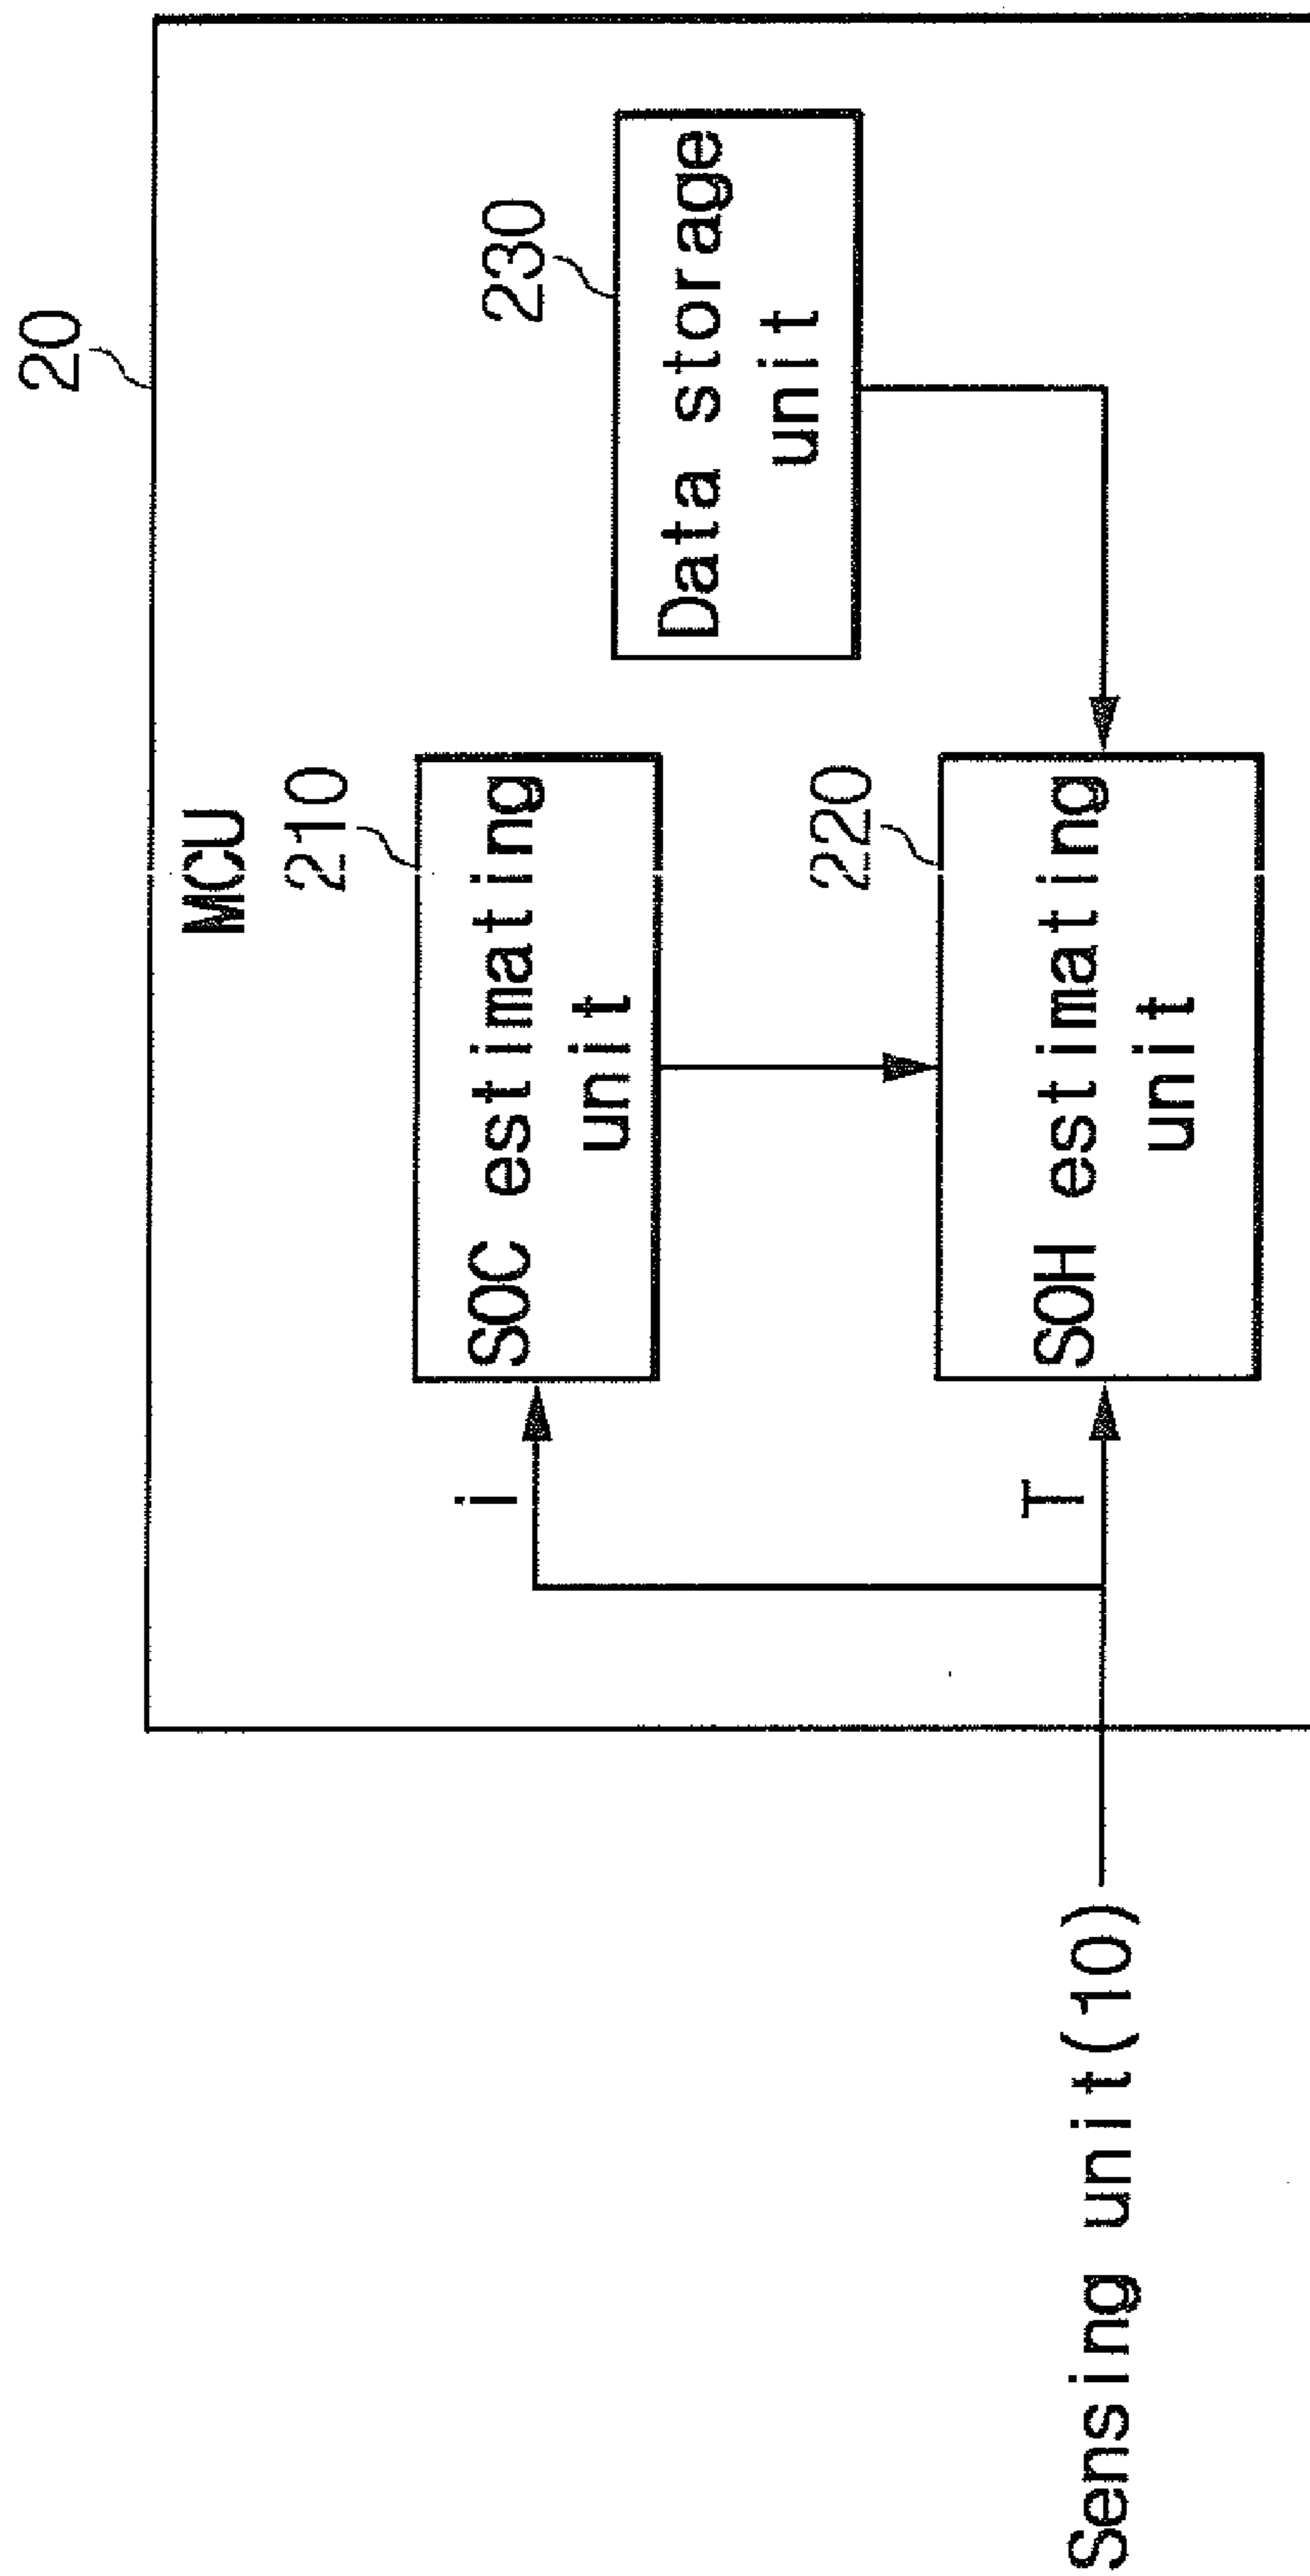 20
MCU
210
SOC estimating
unit
230
Data storage
unit
i
220
SOH estimating
unit
T
Sensing unit(10)